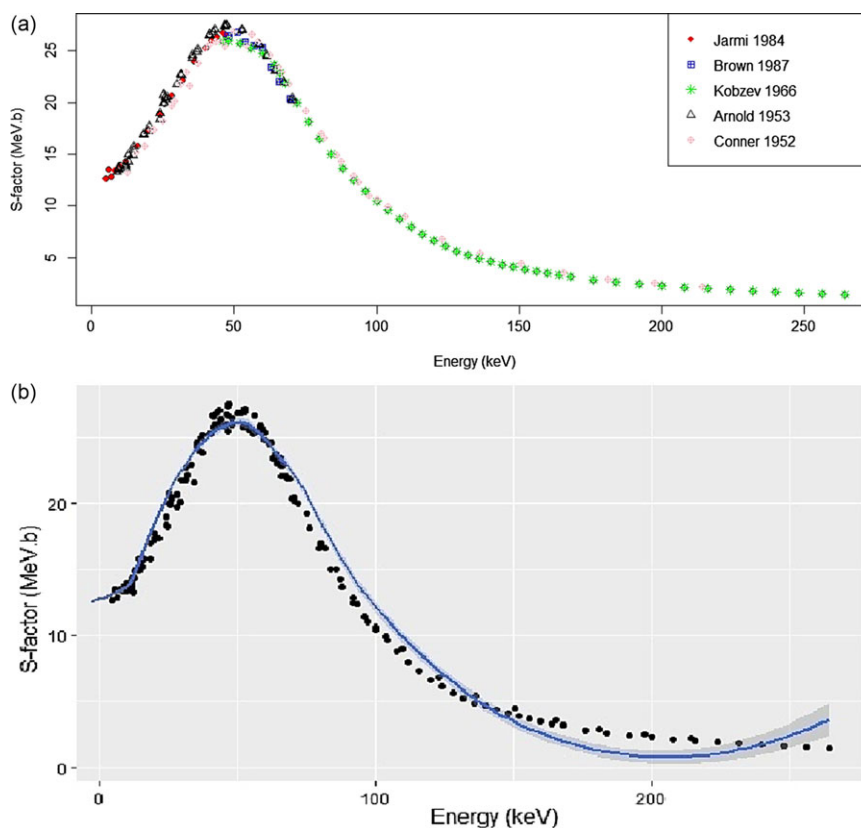 (a)
25
20
15
10
5
S-factor (MeV.b)
Jarmi 1984
Brown 1987
Kobzev 1966
Arnold 1953
Conner 1952
0 50 100 150 200 250
Energy (keV)
(b)
20
10
0
S-factor (MeV.b)
0 100 200
Energy (keV)